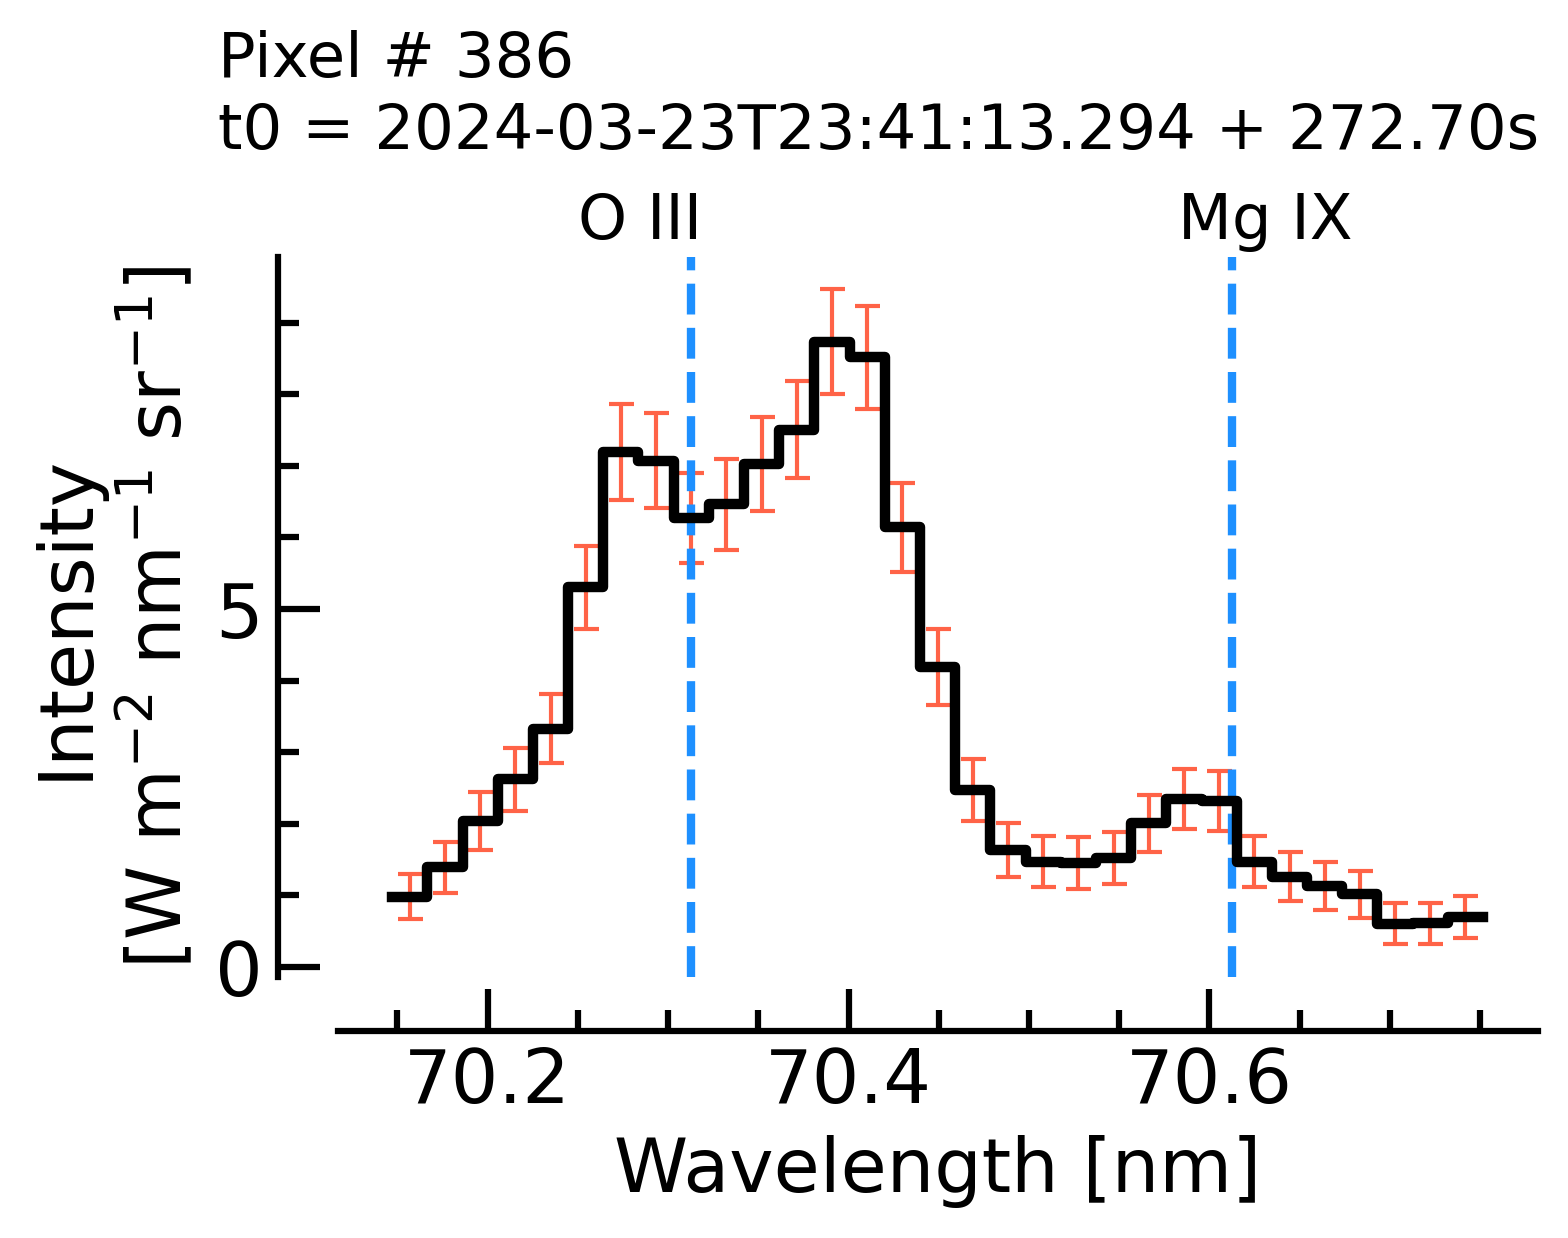 Pixel # 386
t0 = 2024-03-23T23:41:13.294 + 272.70s
O III
Mg IX
Intensity
[W m⁻² nm⁻¹ sr⁻¹]
5
0
70.2
70.4
70.6
Wavelength [nm]